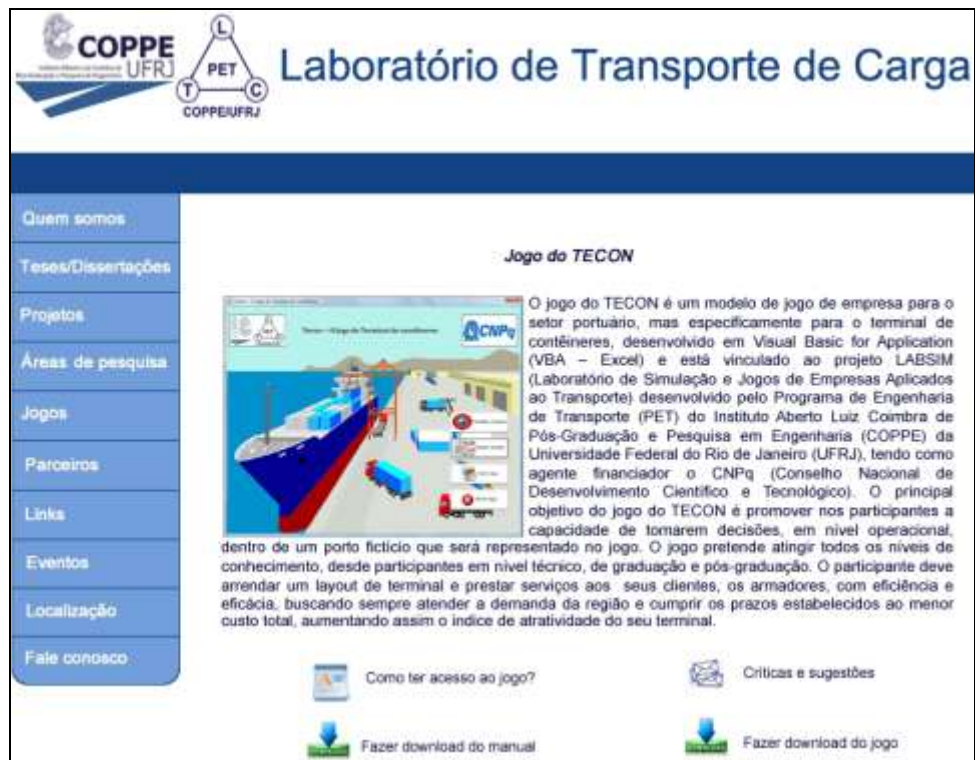 COPPE
UFRJ
L
PET
T C
COPPE/UFRJ
Laboratório de Transporte de Carga
Quem somos
Teses/Dissertações
Projetos
Áreas de pesquisa
Jogos
Parceiros
Links
Eventos
Localização
Fale conosco
Jogo do TECON
CNPq
O jogo do TECON é um modelo de jogo de empresa para o
setor portuário, mas especificamente para o terminal de
contêineres, desenvolvido em Visual Basic for Application
(VBA – Excel) e está vinculado ao projeto LABSIM
(Laboratório de Simulação e Jogos de Empresas Aplicados
ao Transporte) desenvolvido pelo Programa de Engenharia
de Transporte (PET) do Instituto Aberto Luiz Coimbra de
Pós-Graduação e Pesquisa em Engenharia (COPPE) da
Universidade Federal do Rio de Janeiro (UFRJ), tendo como
agente financiador o CNPq (Conselho Nacional de
Desenvolvimento Científico e Tecnológico). O principal
objetivo do jogo do TECON é promover nos participantes a
capacidade de tomarem decisões, em nível operacional,
dentro de um porto fictício que será representado no jogo. O jogo pretende atingir todos os níveis de
conhecimento, desde participantes em nível técnico, de graduação e pós-graduação. O participante deve
arrendar um layout de terminal e prestar serviços aos seus clientes, os armadores, com eficiência e
eficácia, buscando sempre atender a demanda da região e cumprir os prazos estabelecidos ao menor
custo total, aumentando assim o índice de atratividade do seu terminal.
Como ter acesso ao jogo?
Críticas e sugestões
Fazer download do manual
Fazer download do jogo